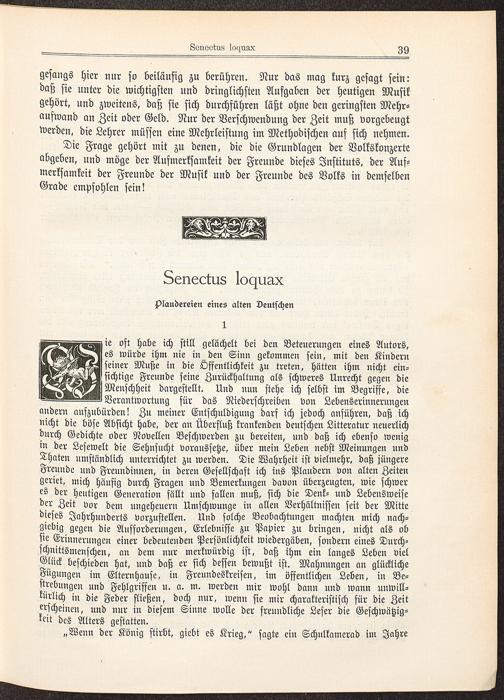 Senectus loquax
39
gesangs hier nur so beiläufig zu berühren. Nur das mag kurz gesagt sein:
daß sie unter die wichtigsten und dringlichsten Aufgaben der heutigen Musik
gehört, und zweitens, daß sie sich durchführen läßt ohne den geringsten Mehr-
aufwand an Zeit oder Geld. Nur der Verschwendung der Zeit muß vorgebeugt
werden, die Lehrer müssen eine Mehrleistung im Methodischen auf sich nehmen.
Die Frage gehört mit zu denen, die die Grundlagen der Volkskonzerte
abgeben, und möge der Aufmerksamkeit der Freunde dieses Instituts, der Auf-
merksamkeit der Freunde der Musik und der Freunde des Volks in demselben
Grade empfohlen sein!
Senectus loquax
Plaudereien eines alten Deutschen
1
Wie oft habe ich still gelächelt bei den Beteuerungen eines Autors,
es würde ihm nie in den Sinn gekommen sein, mit den Kindern
seiner Muße in die Öffentlichkeit zu treten, hätten ihm nicht ein-
sichtige Freunde seine Zurückhaltung als schweres Unrecht gegen die
Menschheit dargestellt. Und nun stehe ich selbst im Begriffe, die
Verantwortung für das Niederschreiben von Lebenserinnerungen
andern aufzubürden! Zu meiner Entschuldigung darf ich jedoch anführen, daß ich
nicht die böse Absicht habe, der an Überfluß krankenden deutschen Litteratur neuerlich
durch Gedichte oder Novellen Beschwerden zu bereiten, und daß ich ebenso wenig
in der Lesewelt die Sehnsucht voraussetze, über mein Leben nebst Meinungen und
Thaten umständlich unterrichtet zu werden. Die Wahrheit ist vielmehr, daß jüngere
Freunde und Freundinnen, in deren Gesellschaft ich ins Plaudern von alten Zeiten
geriet, mich häufig durch Fragen und Bemerkungen davon überzeugten, wie schwer
es der heutigen Generation fällt und fallen muß, sich die Denk- und Lebensweise
der Zeit vor dem ungeheuern Umschwunge in allen Verhältnissen seit der Mitte
dieses Jahrhunderts vorzustellen. Und solche Beobachtungen machten mich nach-
giebig gegen die Aufforderungen, Erlebnisse zu Papier zu bringen, nicht als ob
sie Erinnerungen einer bedeutenden Persönlichkeit wiedergäben, sondern eines Durch-
schnittsmenschen, an dem nur merkwürdig ist, daß ihm ein langes Leben viel
Glück beschieden hat, und daß er sich dessen bewußt ist. Mahnungen an glückliche
Fügungen im Elternhause, in Freundeskreisen, im öffentlichen Leben, in Be-
strebungen und Fehlgriffen u. a. m. werden mir wohl dann und wann unwill-
kürlich in die Feder fließen, doch nur, wenn sie mir charakteristisch für die Zeit
erscheinen, und nur in diesem Sinne wolle der freundliche Leser die Geschwätzig-
keit des Alters gestatten.
„Wenn der König stirbt, giebt es Krieg,“ sagte ein Schulkamerad im Jahre